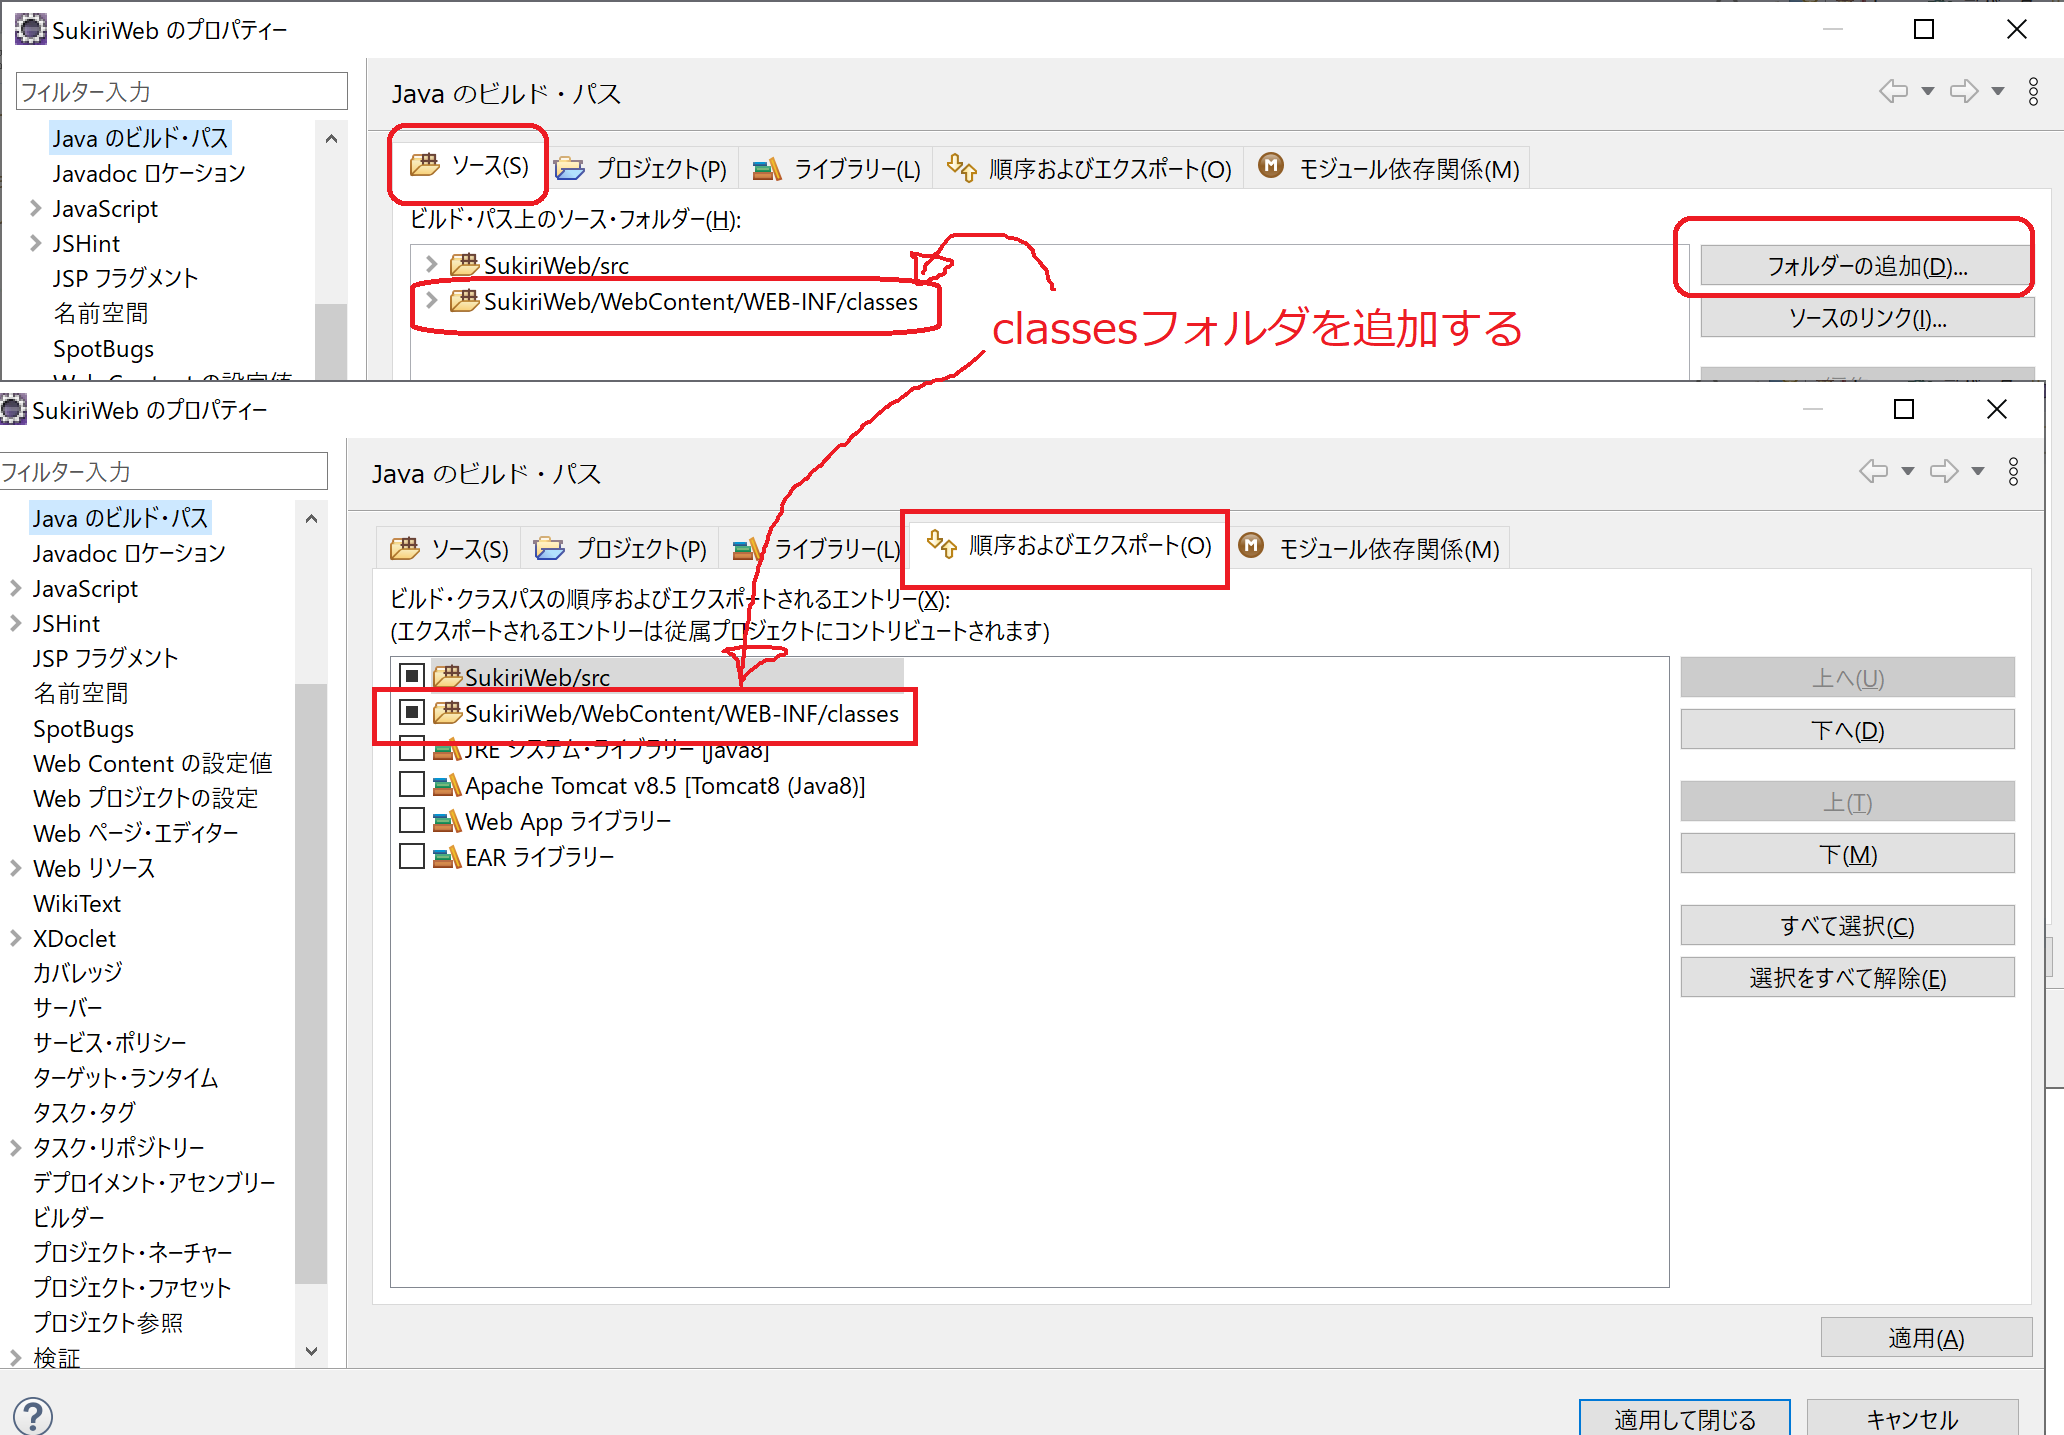 SukiriWeb のプロパティー
フィルター入力
Java のビルド・パス
Java のビルド・パス
Javadoc ロケーション
JavaScript
JSHint
JSP フラグメント
名前空間
SpotBugs
Web Content の設定値
ソース(S)
プロジェクト(P)
ライブラリー(L)
順序およびエクスポート(O)
モジュール依存関係(M)
ビルド・パス上のソース・フォルダー(H):
SukiriWeb/src
SukiriWeb/WebContent/WEB-INF/classes
フォルダーの追加(D)...
ソースのリンク(I)...
classesフォルダを追加する
SukiriWeb のプロパティー
フィルター入力
Java のビルド・パス
Java のビルド・パス
Javadoc ロケーション
JavaScript
JSHint
JSP フラグメント
名前空間
SpotBugs
Web Content の設定値
Web プロジェクトの設定
Web ページ・エディター
Web リソース
WikiText
XDoclet
カバレッジ
サーバー
サービス・ポリシー
ターゲット・ランタイム
タスク・タグ
タスク・リポジトリー
デプロイメント・アセンブリー
ビルダー
プロジェクト・ネーチャー
プロジェクト・ファセット
プロジェクト参照
検証
ソース(S)
プロジェクト(P)
ライブラリー(L)
順序およびエクスポート(O)
モジュール依存関係(M)
ビルド・クラスパスの順序およびエクスポートされるエントリー(X):
(エクスポートされるエントリーは従属プロジェクトにコントリビュートされます)
SukiriWeb/src
SukiriWeb/WebContent/WEB-INF/classes
JRE システム・ライブラリー [Java8]
Apache Tomcat v8.5 [Tomcat8 (Java8)]
Web App ライブラリー
EAR ライブラリー
上へ(U)
下へ(D)
上(T)
下(M)
すべて選択(C)
選択をすべて解除(E)
適用(A)
適用して閉じる
キャンセル